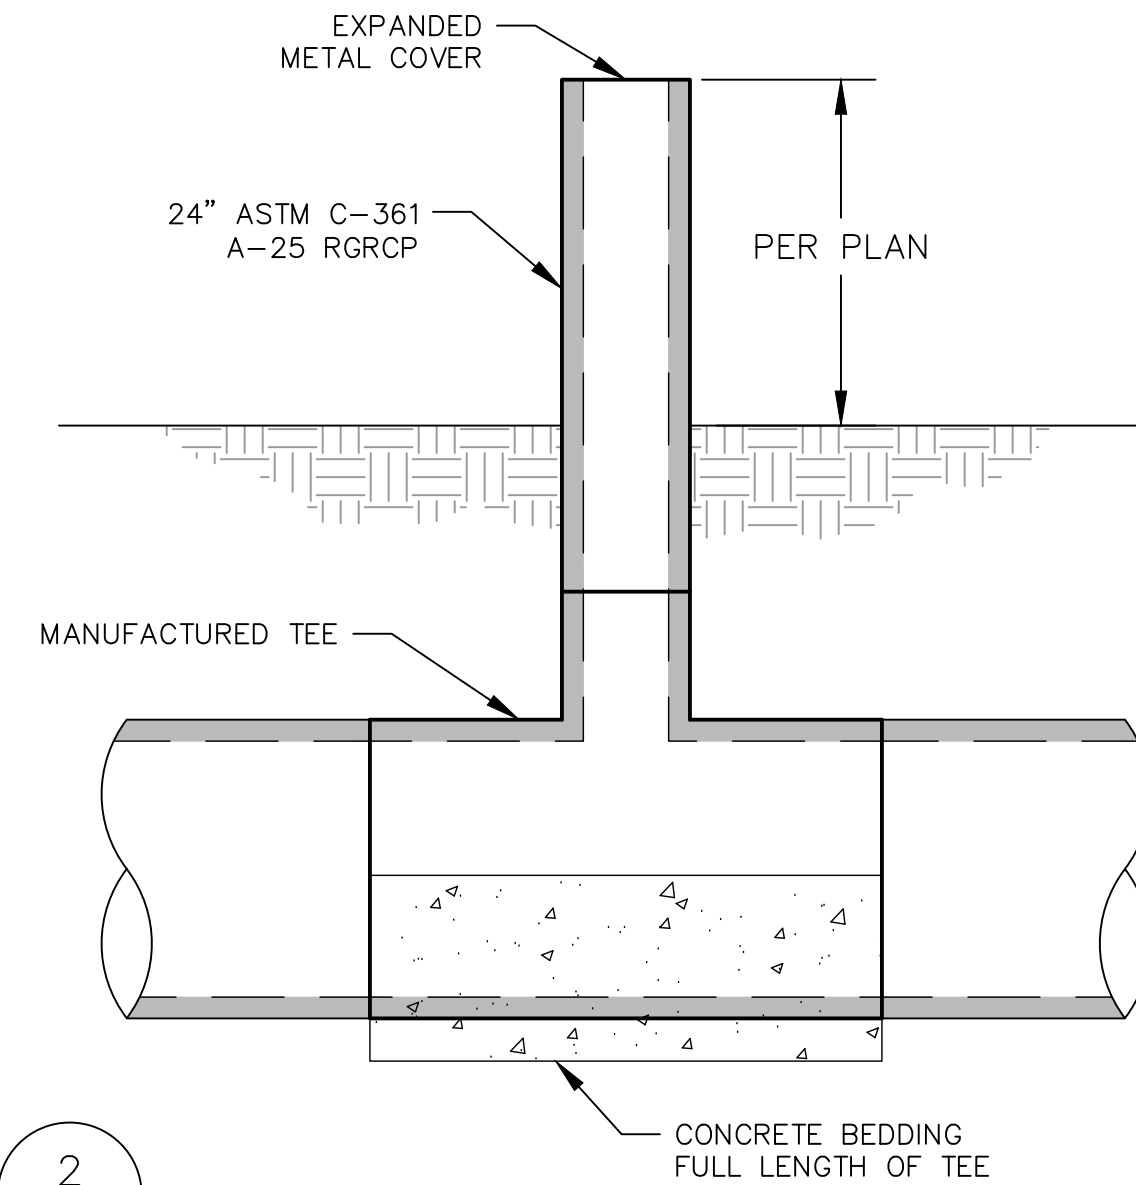 EXPANDED
METAL COVER
24” ASTM C-361
A-25 RGRCP
PER PLAN
MANUFACTURED TEE
CONCRETE BEDDING
FULL LENGTH OF TEE
2